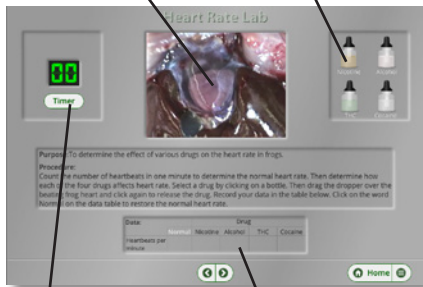 Heart Rate Lab
00
Timer
Nicotine Alcohol
THC Cocaine
Purpose: To determine the effect of various drugs on the heart rate in frogs.
Procedure:
Count the number of heartbeats in one minute to determine the normal heart rate. Then determine how
each of the four drugs affects heart rate. Select a drug by clicking on a bottle. Then drag the dropper over the
beating frog heart and click again to release the drug. Record your data in the table below. Click on the word
Normal on the data table to restore the normal heart rate.
Data: Drug
Normal Nicotine Alcohol THC Cocaine
Heartbeats per
minute
Home